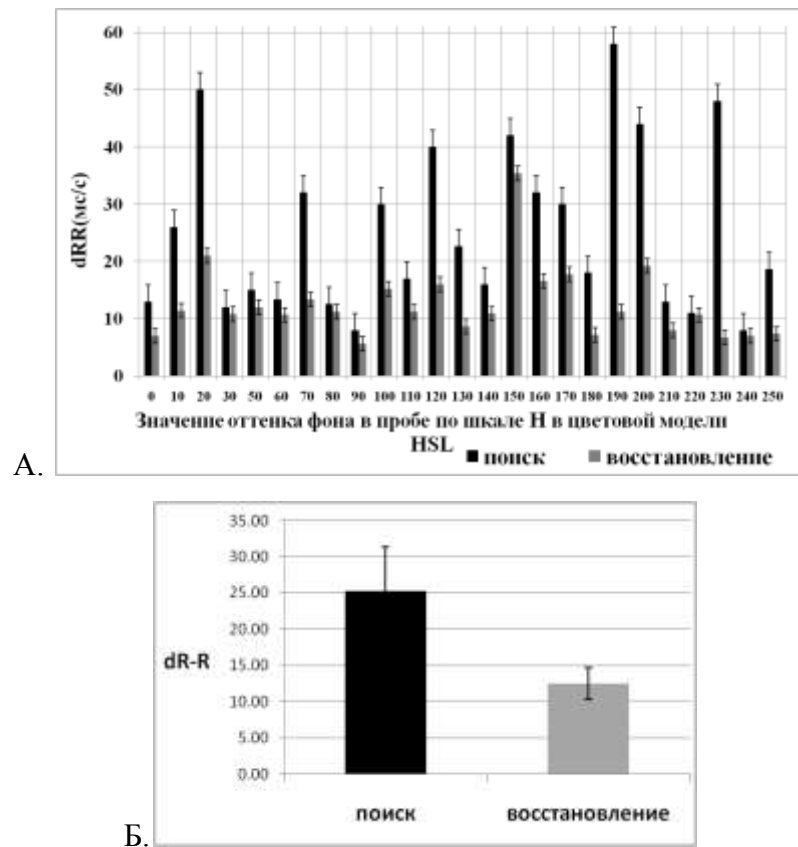 60
50
40
30
20
10
0
dRR(мс/с)
0 10 20 30 50 60 70 80 90 100 110 120 130 140 150 160 170 180 190 200 210 220 230 240 250
Значение оттенка фона в пробе по шкале H в цветовой модели
HSL
поиск восстановление
А.
35.00
30.00
25.00
20.00
15.00
10.00
5.00
0.00
dR-R
поиск восстановление
Б.